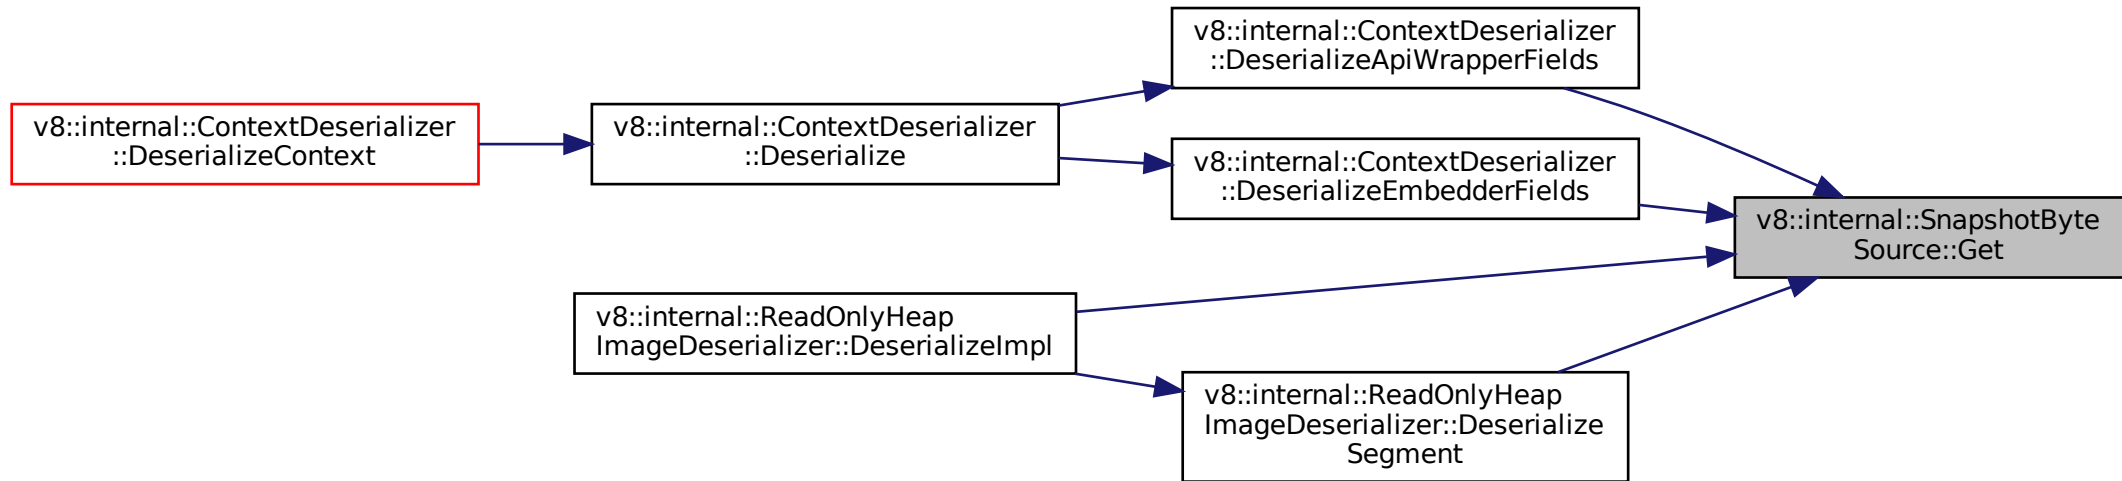 v8::internal::ContextDeserializer
::DeserializeApiWrapperFields
v8::internal::ContextDeserializer
::DeserializeContext
v8::internal::ContextDeserializer
::Deserialize
v8::internal::ContextDeserializer
::DeserializeEmbedderFields
v8::internal::SnapshotByte
Source::Get
v8::internal::ReadOnlyHeap
ImageDeserializer::DeserializeImpl
v8::internal::ReadOnlyHeap
ImageDeserializer::Deserialize
Segment